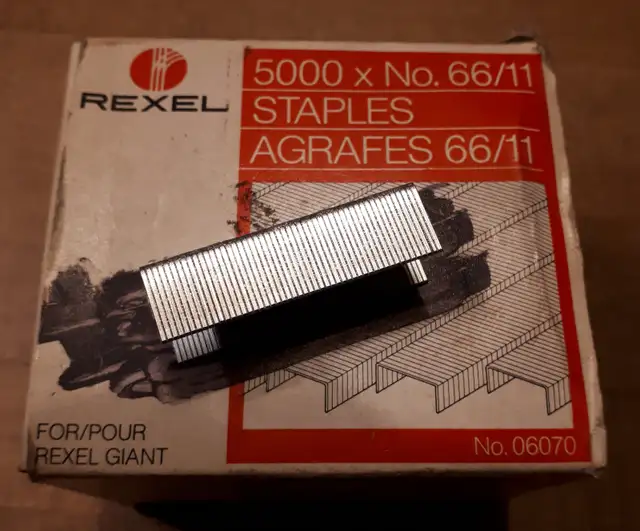 REXEL
5000 x No. 66/11
STAPLES
AGRAFES 66/11
FOR/POUR
REXEL GIANT
No. 06070